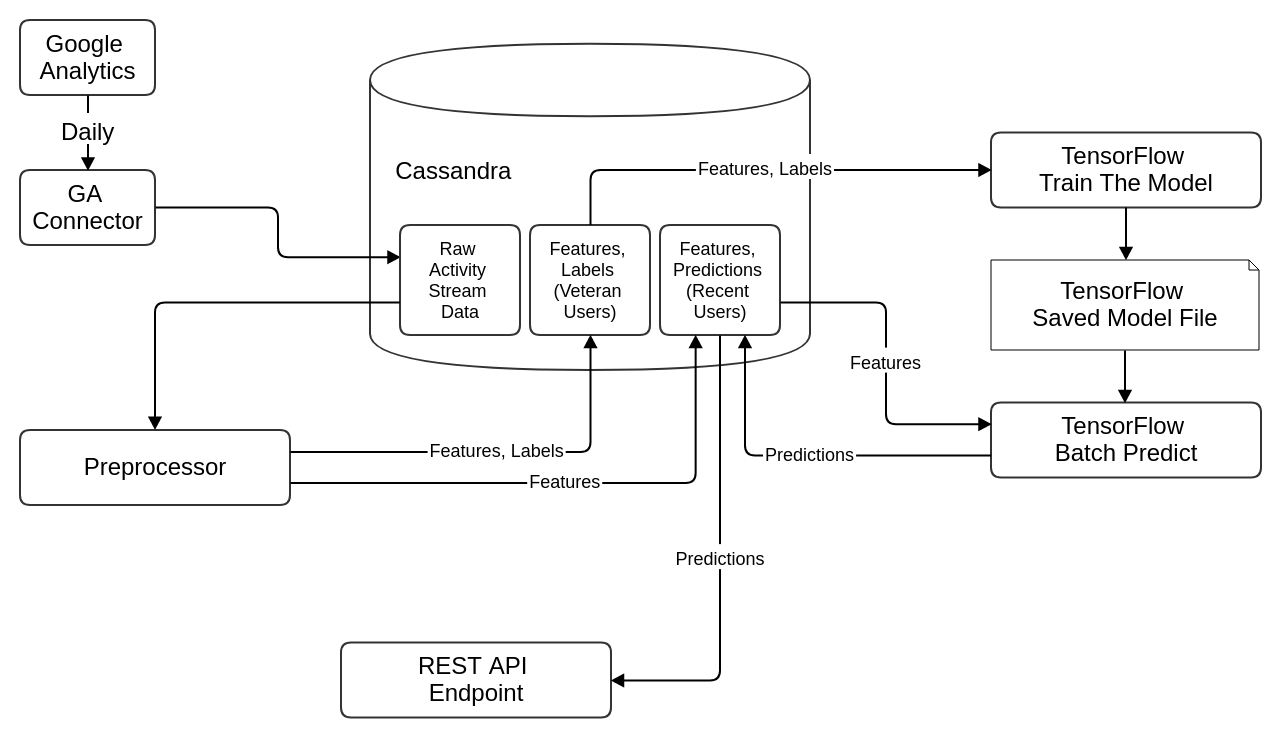 Google
Analytics
Daily
GA
Connector
Cassandra
Raw
Activity
Stream
Data
Features,
Labels
(Veteran
Users)
Features,
Predictions
(Recent
Users)
Features, Labels
TensorFlow
Train The Model
TensorFlow
Saved Model File
Features
TensorFlow
Batch Predict
Predictions
Preprocessor
Features, Labels
Features
Predictions
REST API
Endpoint